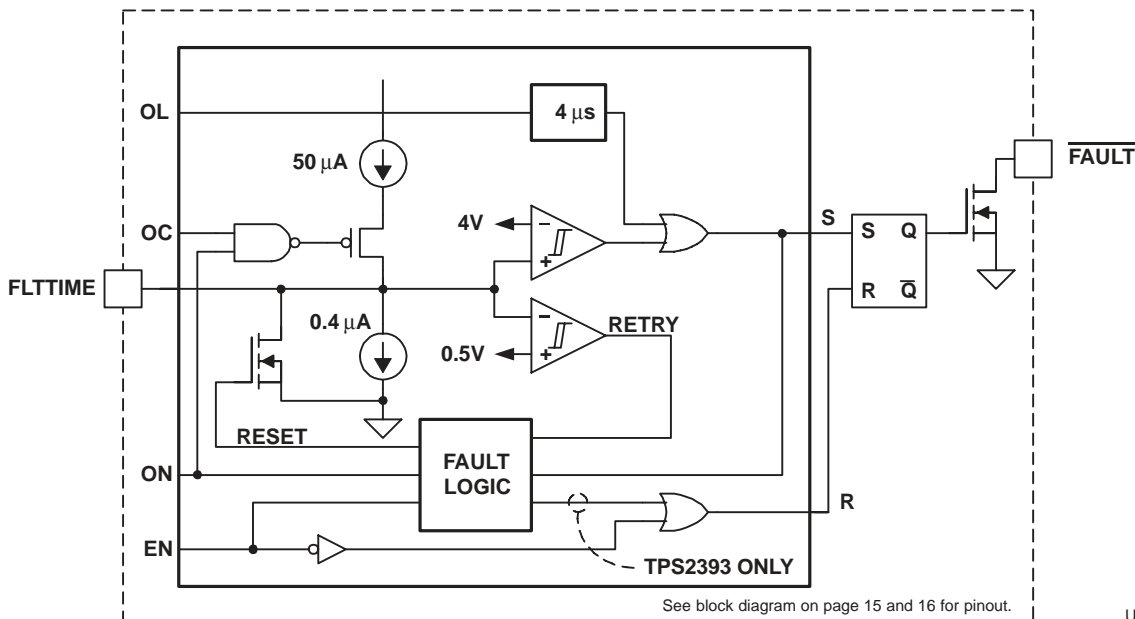 OL
4 µs
50 µA
FAULT
OC
4V
−
+
S
S Q
R Q
FLTTIME
0.4 µA
−
RETRY
0.5V
+
RESET
FAULT
LOGIC
ON
R
EN
TPS2393 ONLY
See block diagram on page 15 and 16 for pinout.
U